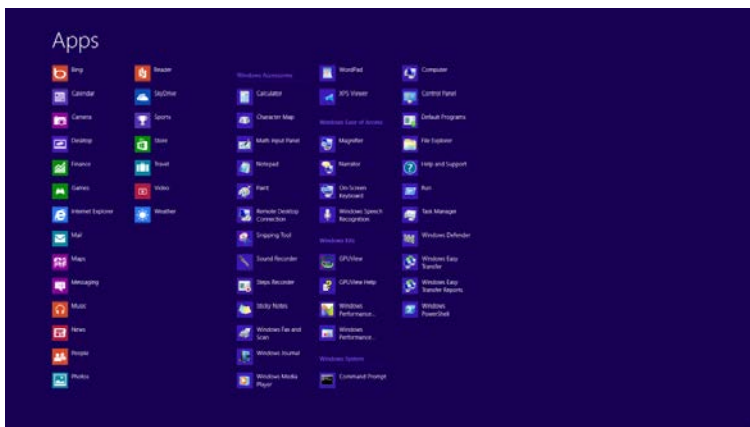 Apps
Bing
Calendar
Camera
Desktop
Finance
Games
Internet Explorer
Mail
Maps
Messaging
Music
News
People
Photos
Reader
SkyDrive
Sports
Store
Travel
Video
Weather
Windows Accessories
Calculator
Character Map
Math Input Panel
Notepad
Paint
Remote Desktop
Connection
Snipping Tool
Sound Recorder
Steps Recorder
Sticky Notes
Windows Fax and
Scan
Windows Journal
Windows Media
Player
WordPad
XPS Viewer
Windows Ease of Access
Magnifier
Narrator
On-Screen
Keyboard
Windows Speech
Recognition
Windows Kits
GPUView
GPUView Help
Windows
Performance...
Windows
Performance...
Windows System
Command Prompt
Computer
Control Panel
Default Programs
File Explorer
Help and Support
Run
Task Manager
Windows Defender
Windows Easy
Transfer
Windows Easy
Transfer Reports
Windows
PowerShell